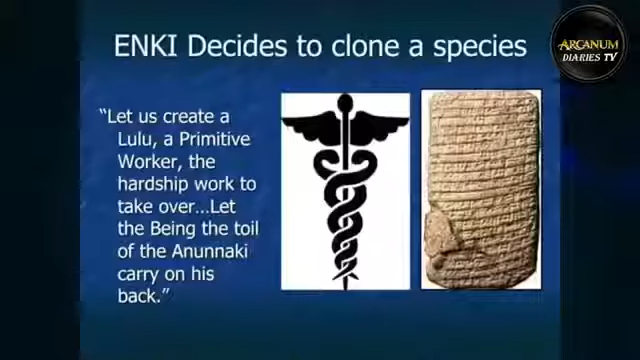 ENKI Decides to clone a species
ARCANUM
DIARIES TV
“Let us create a
Lulu, a Primitive
Worker, the
hardship work to
take over…Let
the Being the toil
of the Anunnaki
carry on his
back.”